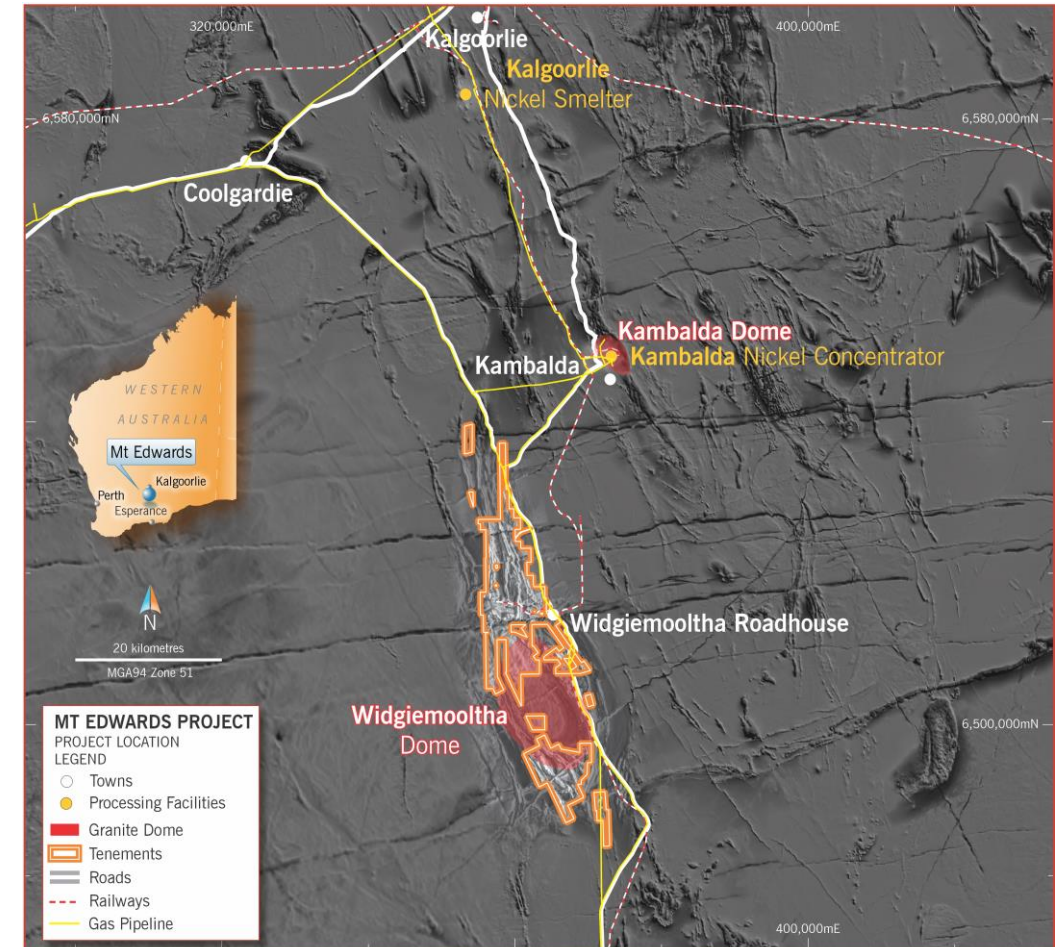 320,000mE
400,000mE
Kalgoorlie
Kalgoorlie
Nickel Smelter
6,580,000mN
6,580,000mN
Coolgardie
Kambalda Dome
Kambalda Nickel Concentrator
Kambalda
WESTERN
AUSTRALIA
Mt Edwards
Kalgoorlie
Perth
Esperance
N
20 kilometres
MGA94 Zone 51
Widgiemooltha Roadhouse
Widgiemooltha
Dome
6,500,000mN
MT EDWARDS PROJECT
PROJECT LOCATION
LEGEND
Towns
Processing Facilities
Granite Dome
Tenements
Roads
Railways
Gas Pipeline
400,000mE